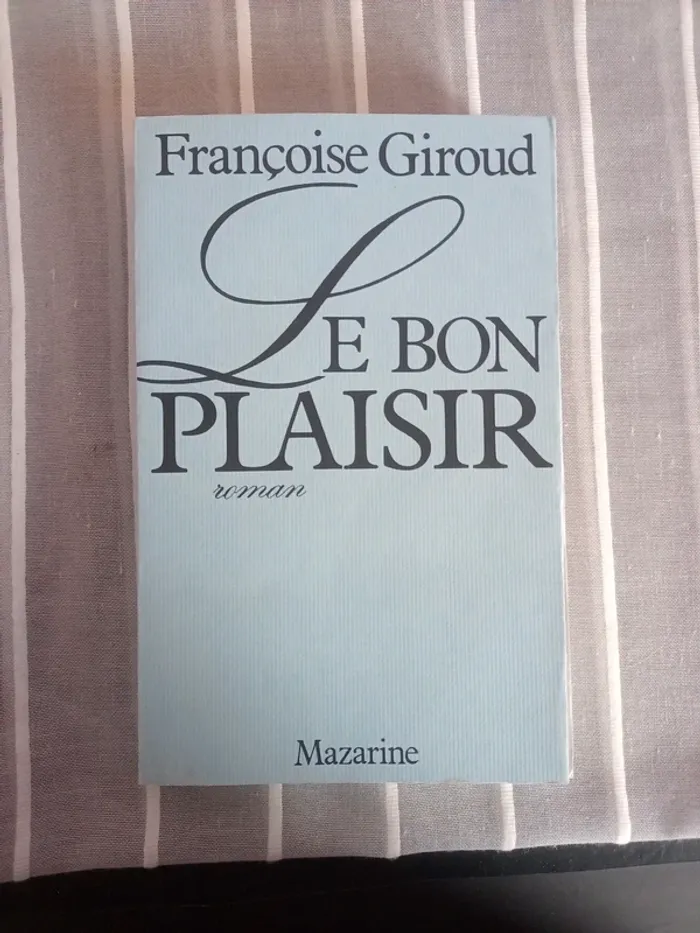 Françoise Giroud
LE BON
PLAISIR
roman
Mazarine